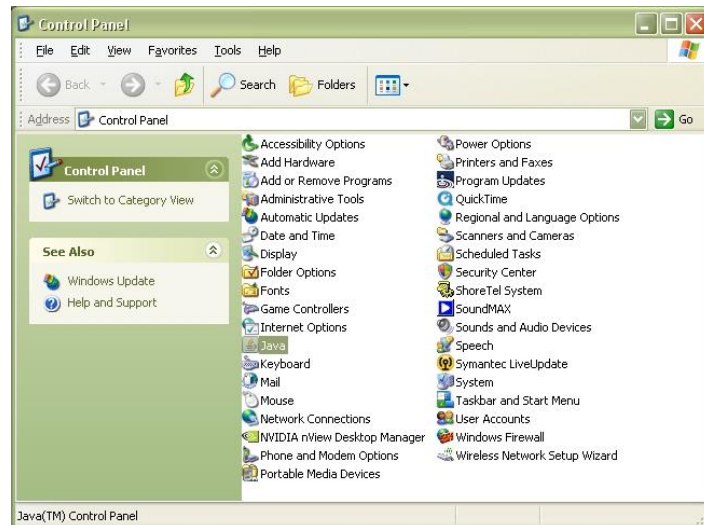 Control Panel
File Edit View Favorites Tools Help
Back Search Folders
Address Control Panel Go
Control Panel
Switch to Category View
See Also
Windows Update
Help and Support
Accessibility Options
Add Hardware
Add or Remove Programs
Administrative Tools
Automatic Updates
Date and Time
Display
Folder Options
Fonts
Game Controllers
Internet Options
Java
Keyboard
Mail
Mouse
Network Connections
NVIDIA nView Desktop Manager
Phone and Modem Options
Portable Media Devices
Power Options
Printers and Faxes
Program Updates
QuickTime
Regional and Language Options
Scanners and Cameras
Scheduled Tasks
Security Center
ShoreTel System
SoundMAX
Sounds and Audio Devices
Speech
Symantec LiveUpdate
System
Taskbar and Start Menu
User Accounts
Windows Firewall
Wireless Network Setup Wizard
Java(TM) Control Panel